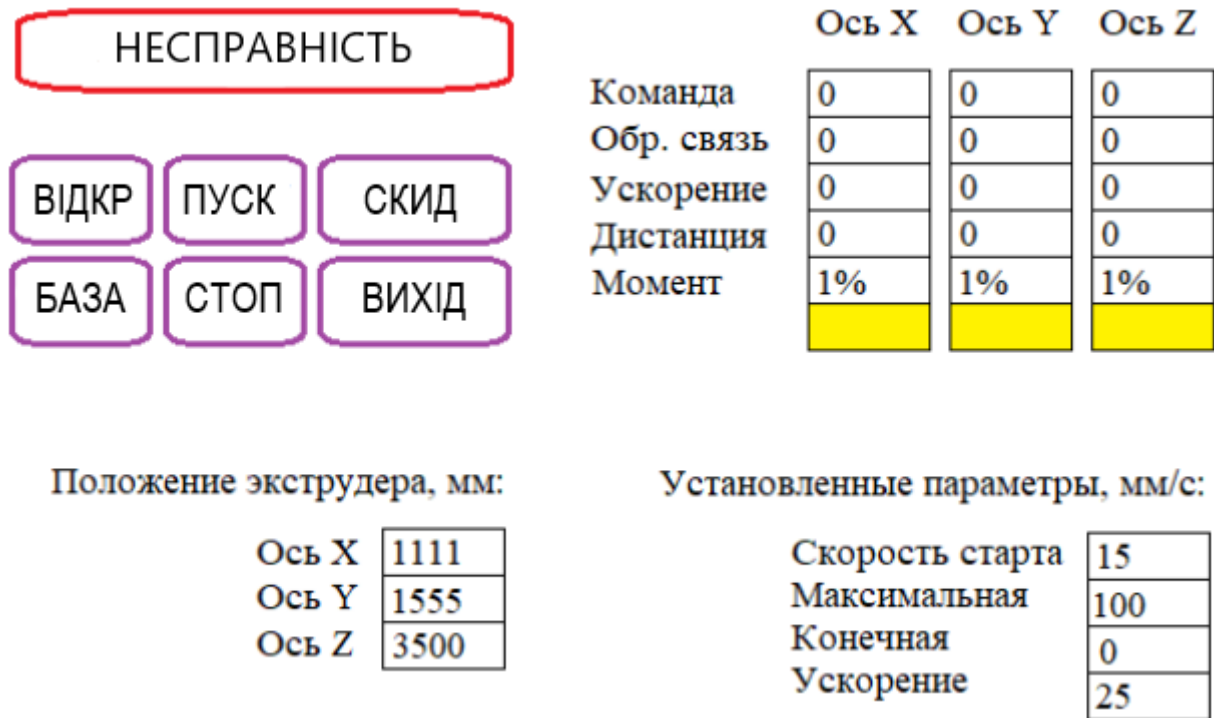 НЕСПРАВНІСТЬ
ВІДКР ПУСК СКИД
БАЗА СТОП ВИХІД
Ось X Ось Y Ось Z
Команда 0 0 0
Обр. связь 0 0 0
Ускорение 0 0 0
Дистанция 0 0 0
Момент 1% 1% 1%
Положение экструдера, мм:
Ось X 1111
Ось Y 1555
Ось Z 3500
Установленные параметры, мм/с:
Скорость старта 15
Максимальная 100
Конечная 0
Ускорение 25